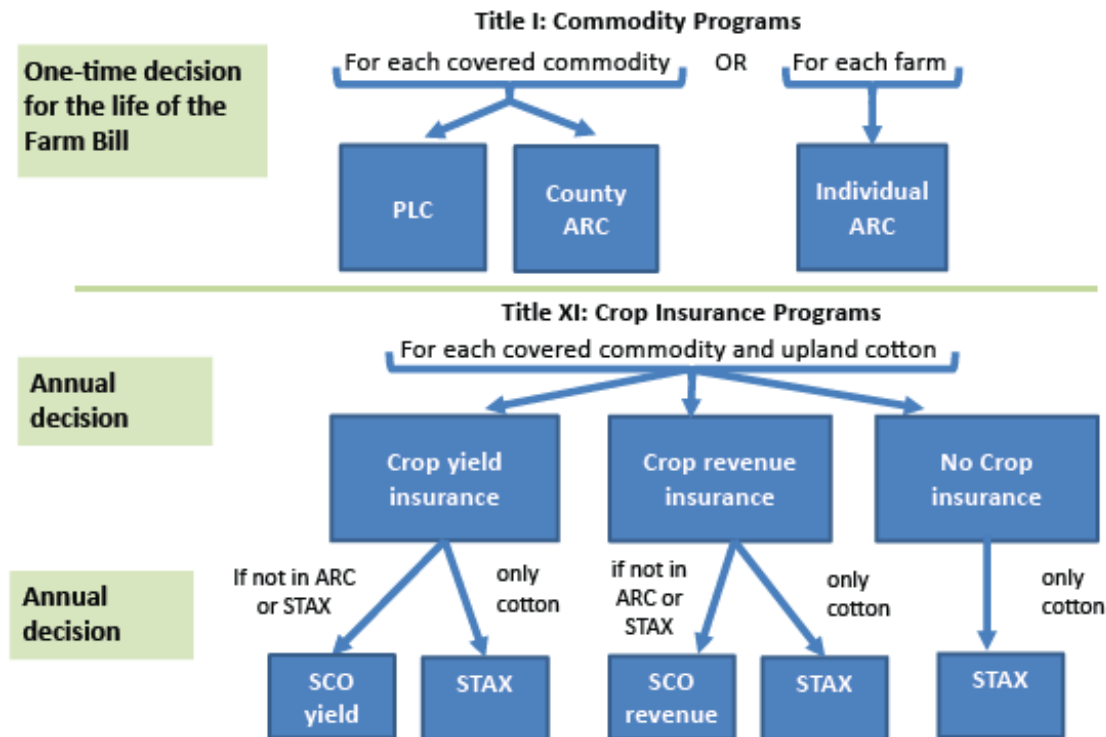 Title I: Commodity Programs
One-time decision
for the life of the
Farm Bill
For each covered commodity OR For each farm
PLC
County
ARC
Individual
ARC
Title XI: Crop Insurance Programs
For each covered commodity and upland cotton
Annual
decision
Crop yield
insurance
Crop revenue
insurance
No Crop
insurance
Annual
decision
If not in ARC
or STAX
only
cotton
if not in
ARC or
STAX
only
cotton
only
cotton
SCO
yield
STAX
SCO
revenue
STAX
STAX